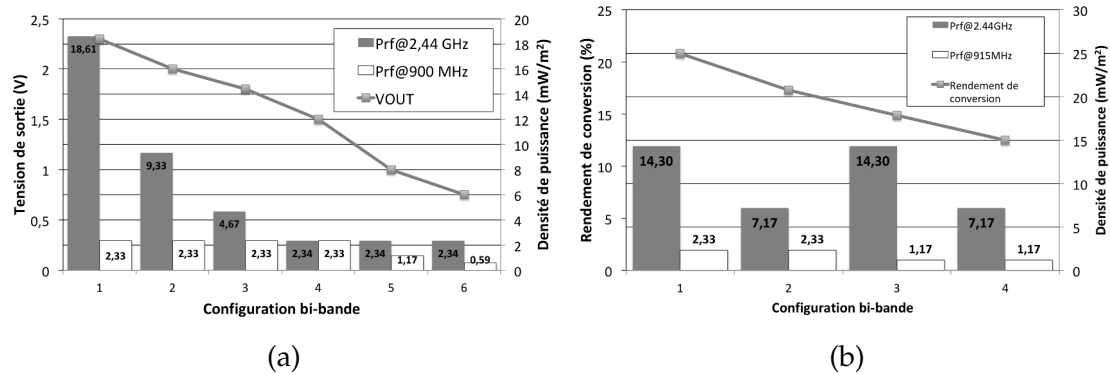 2,5
2
1,5
1
0,5
0
Tension de sortie (V)
20
18
16
14
12
10
8
6
4
2
0
Densité de puissance (mW/m²)
Prf@2,44 GHz
Prf@900 MHz
VOUT
18,61
9,33
4,67
2,34
2,34
2,34
2,33
2,33
2,33
2,33
1,17
0,59
1 2 3 4 5 6
Configuration bi-bande
(a)
25
20
15
10
5
0
Rendement de conversion (%)
30
25
20
15
10
5
0
Densité de puissance (mW/m²)
Prf@2.44GHz
Prf@915MHz
Rendement de
conversion
14,30
7,17
14,30
7,17
2,33
2,33
1,17
1,17
1 2 3 4
Configuration bi-bande
(b)